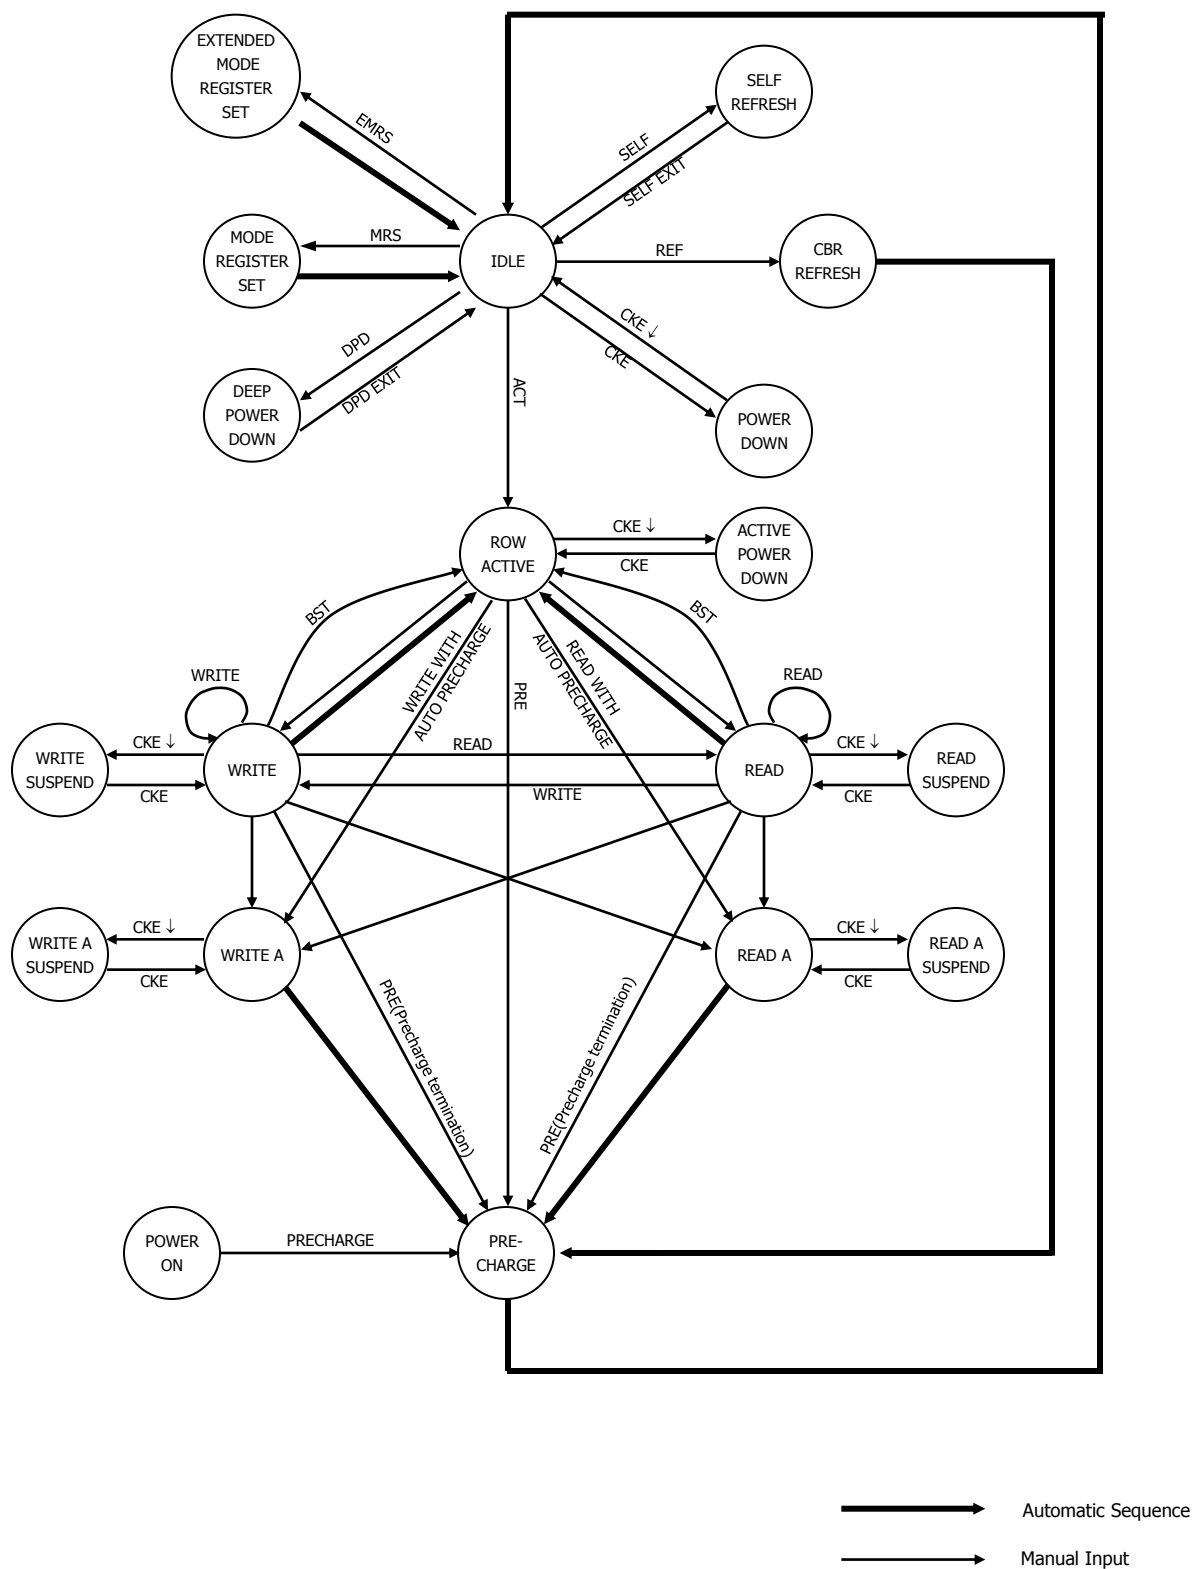 EXTENDED
MODE
REGISTER
SET
SELF
REFRESH
EMRS
SELF
SELF EXIT
MODE
REGISTER
SET
MRS
IDLE
REF
CBR
REFRESH
DPD
DPD EXIT
CKE ↓
CKE
DEEP
POWER
DOWN
ACT
POWER
DOWN
ROW
ACTIVE
CKE ↓
CKE
ACTIVE
POWER
DOWN
BST
BST
WRITE WITH
AUTO PRECHARGE
PRE
READ WITH
AUTO PRECHARGE
WRITE
READ
WRITE
SUSPEND
CKE ↓
CKE
WRITE
READ
WRITE
READ
CKE ↓
CKE
READ
SUSPEND
WRITE A
SUSPEND
CKE ↓
CKE
WRITE A
READ A
CKE ↓
CKE
READ A
SUSPEND
PRE(Precharge termination)
PRE(Precharge termination)
POWER
ON
PRECHARGE
PRE-
CHARGE
Automatic Sequence
Manual Input